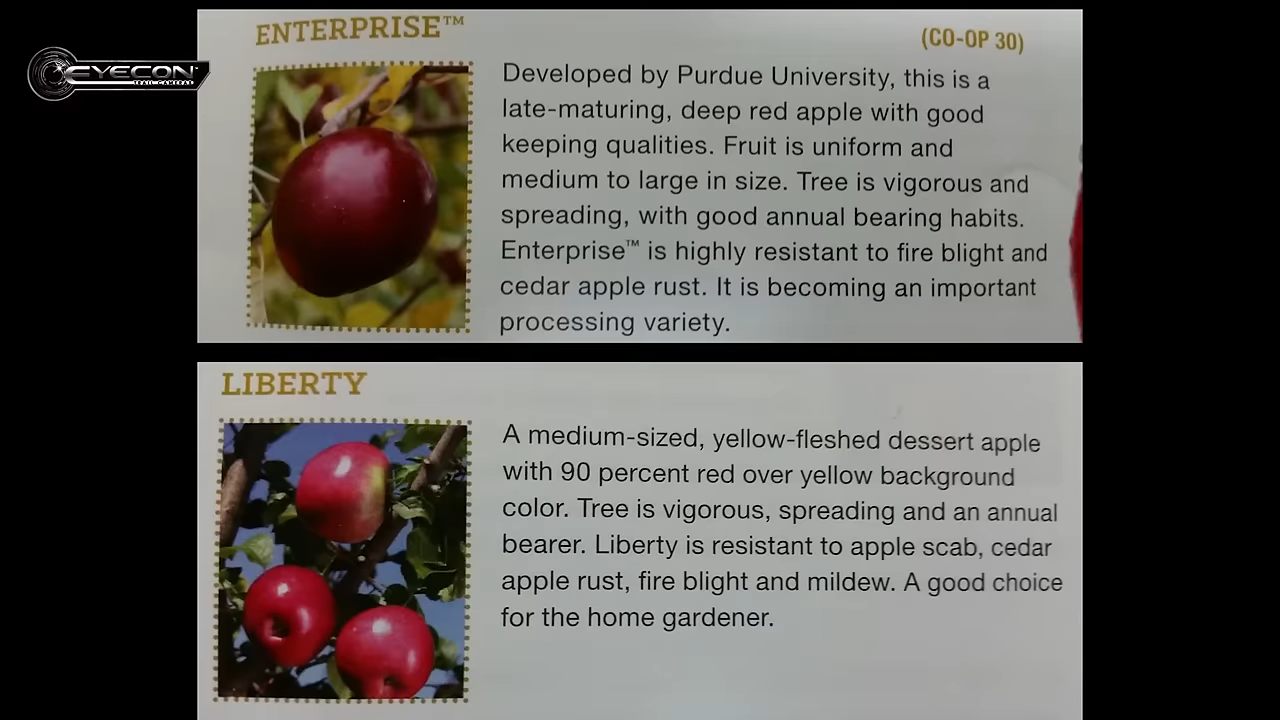 EYECON
TRAIL CAMERAS
ENTERPRISE™
(CO-OP 30)
Developed by Purdue University, this is a
late-maturing, deep red apple with good
keeping qualities. Fruit is uniform and
medium to large in size. Tree is vigorous and
spreading, with good annual bearing habits.
Enterprise™ is highly resistant to fire blight and
cedar apple rust. It is becoming an important
processing variety.
LIBERTY
A medium-sized, yellow-fleshed dessert apple
with 90 percent red over yellow background
color. Tree is vigorous, spreading and an annual
bearer. Liberty is resistant to apple scab, cedar
apple rust, fire blight and mildew. A good choice
for the home gardener.